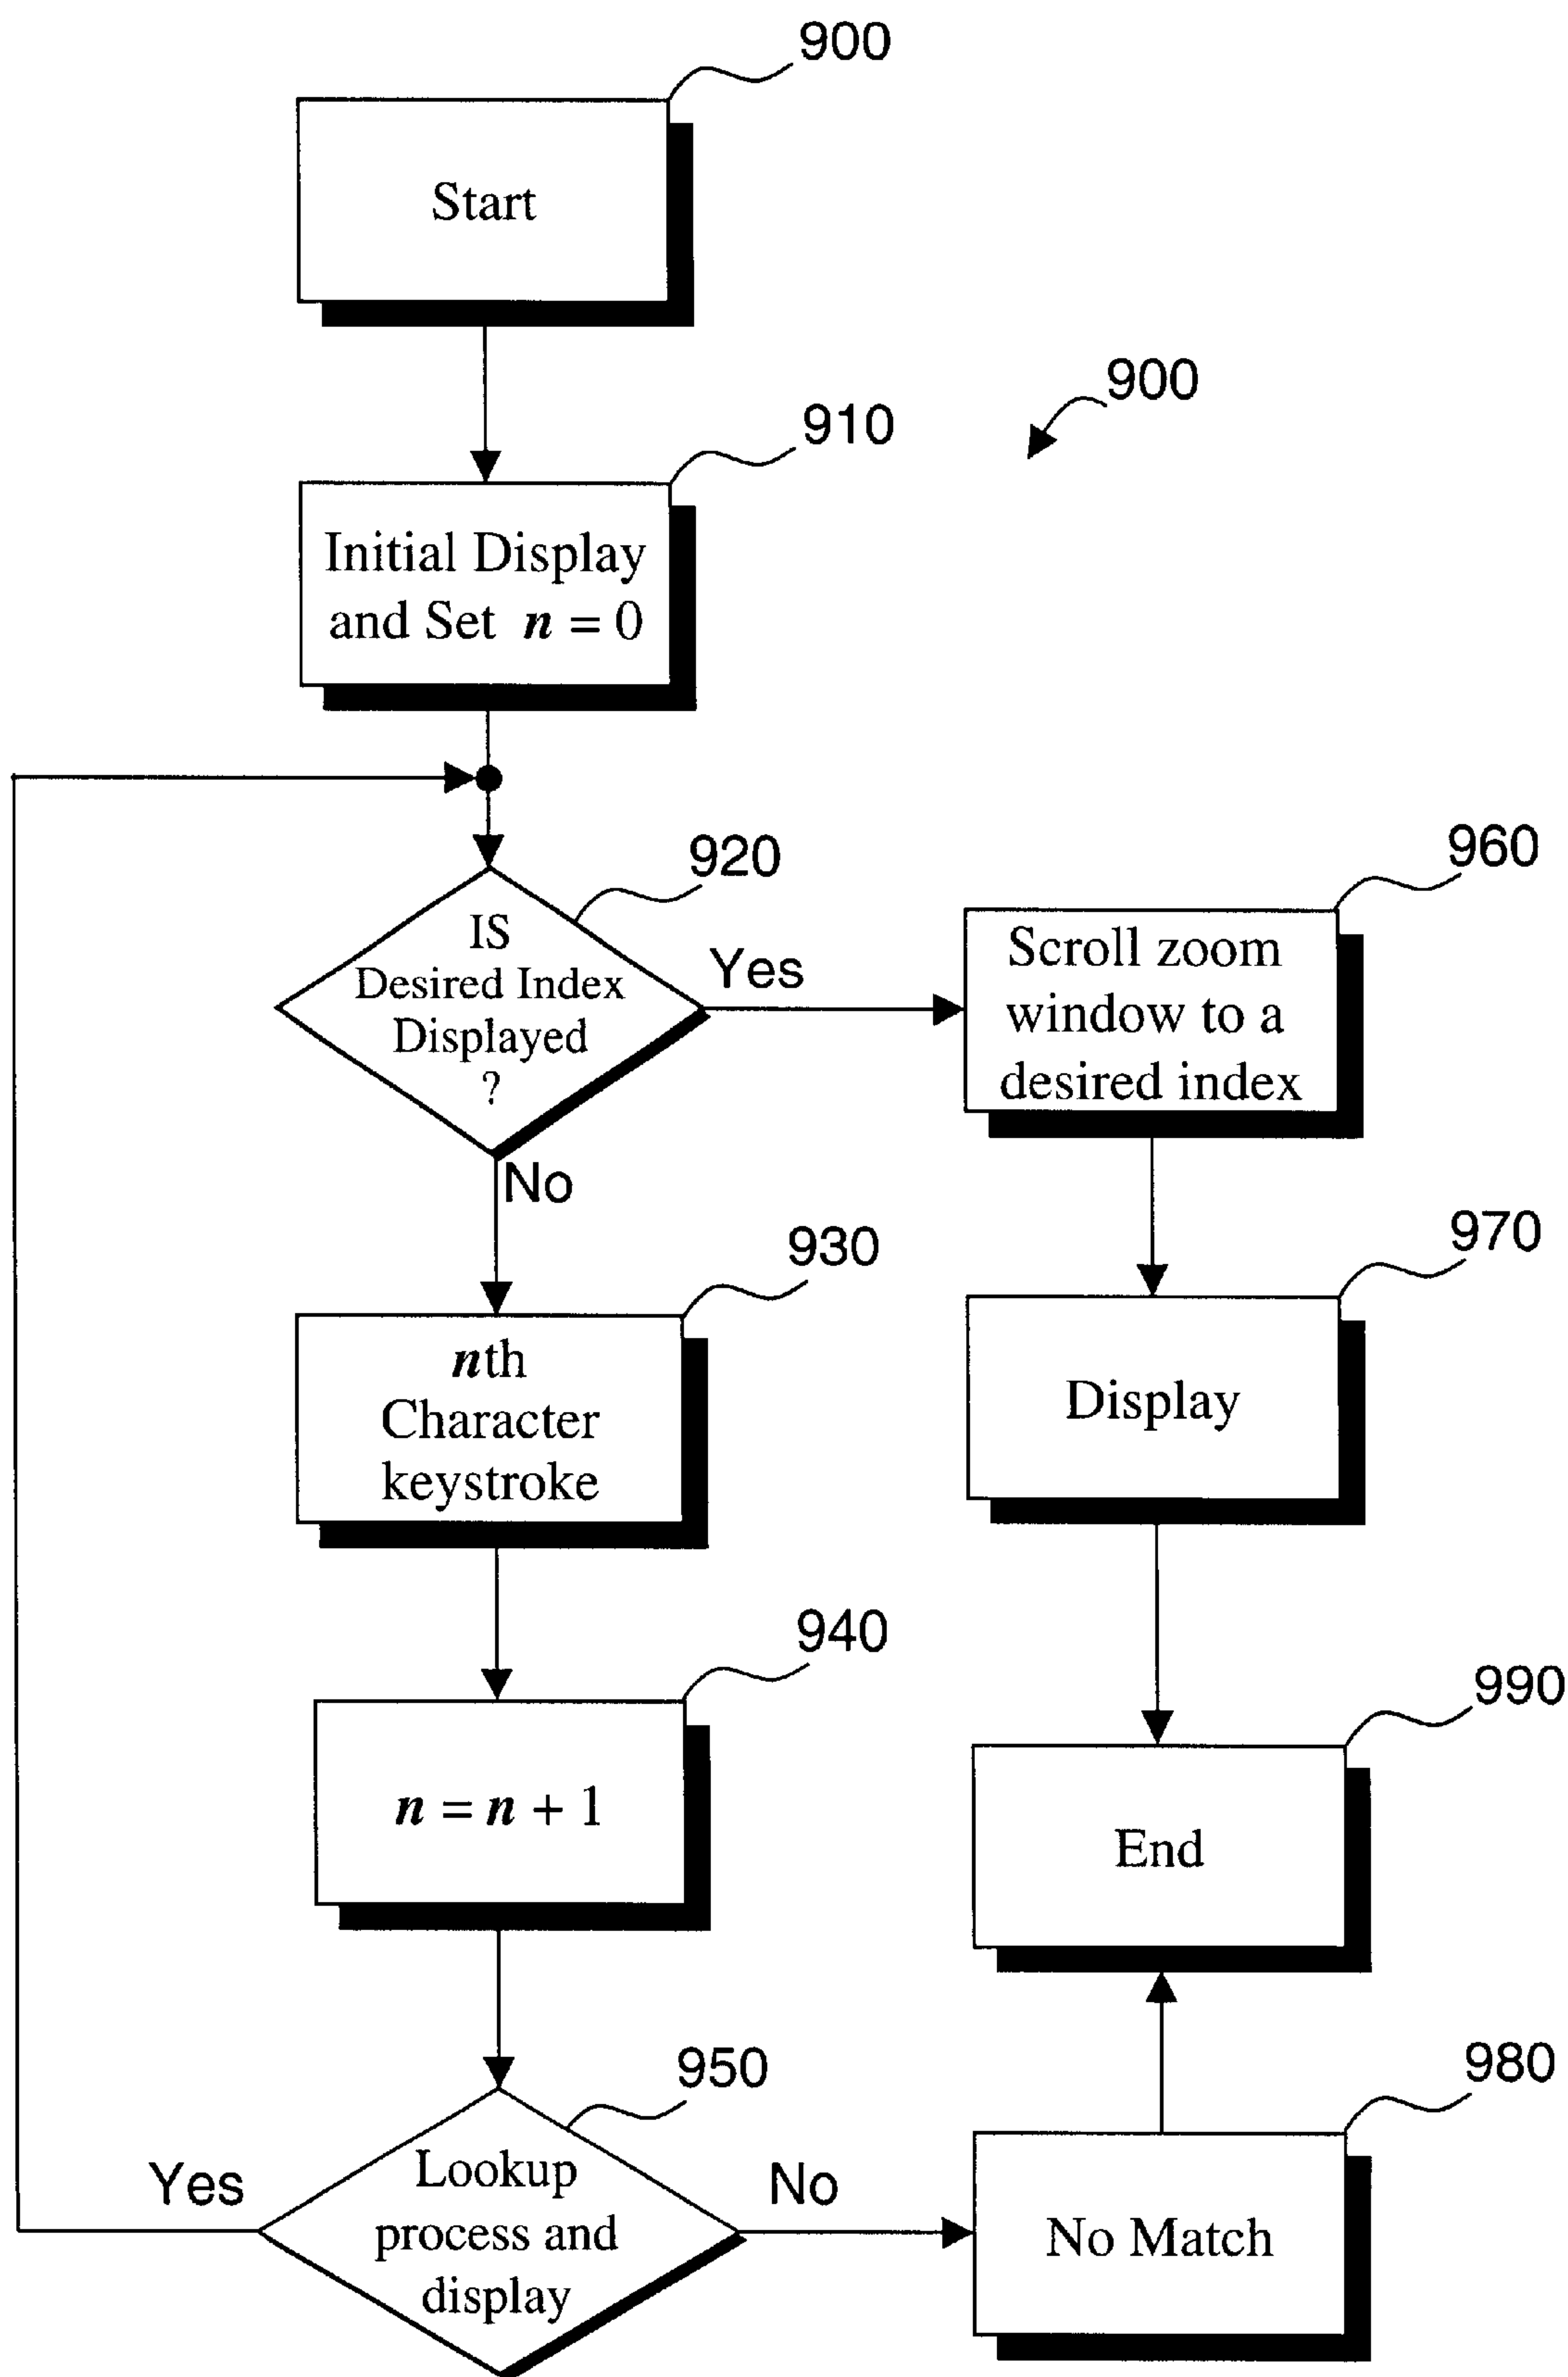 900
Start
900
910
Initial Display
and Set n = 0
920
IS
Desired Index
Displayed
?
Yes
No
960
Scroll zoom
window to a
desired index
930
nth
Character
keystroke
970
Display
940
n = n + 1
990
End
950
Lookup
process and
display
Yes
No
980
No Match